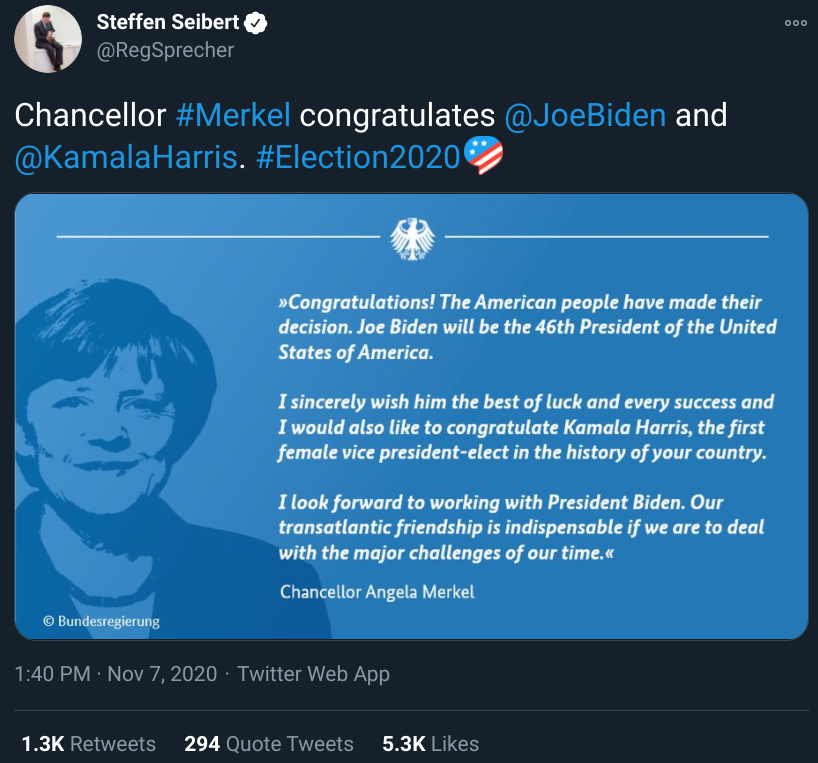 Steffen Seibert
@RegSprecher
Chancellor #Merkel congratulates @JoeBiden and
@KamalaHarris. #Election2020
»Congratulations! The American people have made their
decision. Joe Biden will be the 46th President of the United
States of America.
I sincerely wish him the best of luck and every success and
I would also like to congratulate Kamala Harris, the first
female vice president-elect in the history of your country.
I look forward to working with President Biden. Our
transatlantic friendship is indispensable if we are to deal
with the major challenges of our time.«
Chancellor Angela Merkel
© Bundesregierung
1:40 PM · Nov 7, 2020 · Twitter Web App
1.3K Retweets 294 Quote Tweets 5.3K Likes